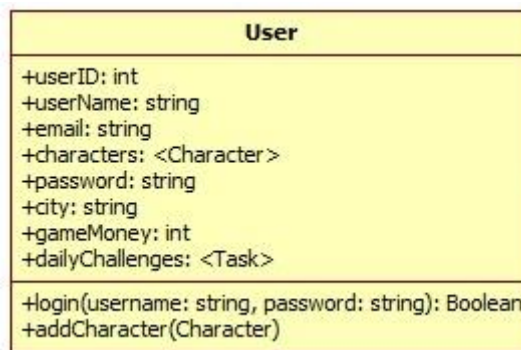 User
+userID: int
+userName: string
+email: string
+characters: <Character>
+password: string
+city: string
+gameMoney: int
+dailyChallenges: <Task>
+login(username: string, password: string): Boolean
+addCharacter(Character)